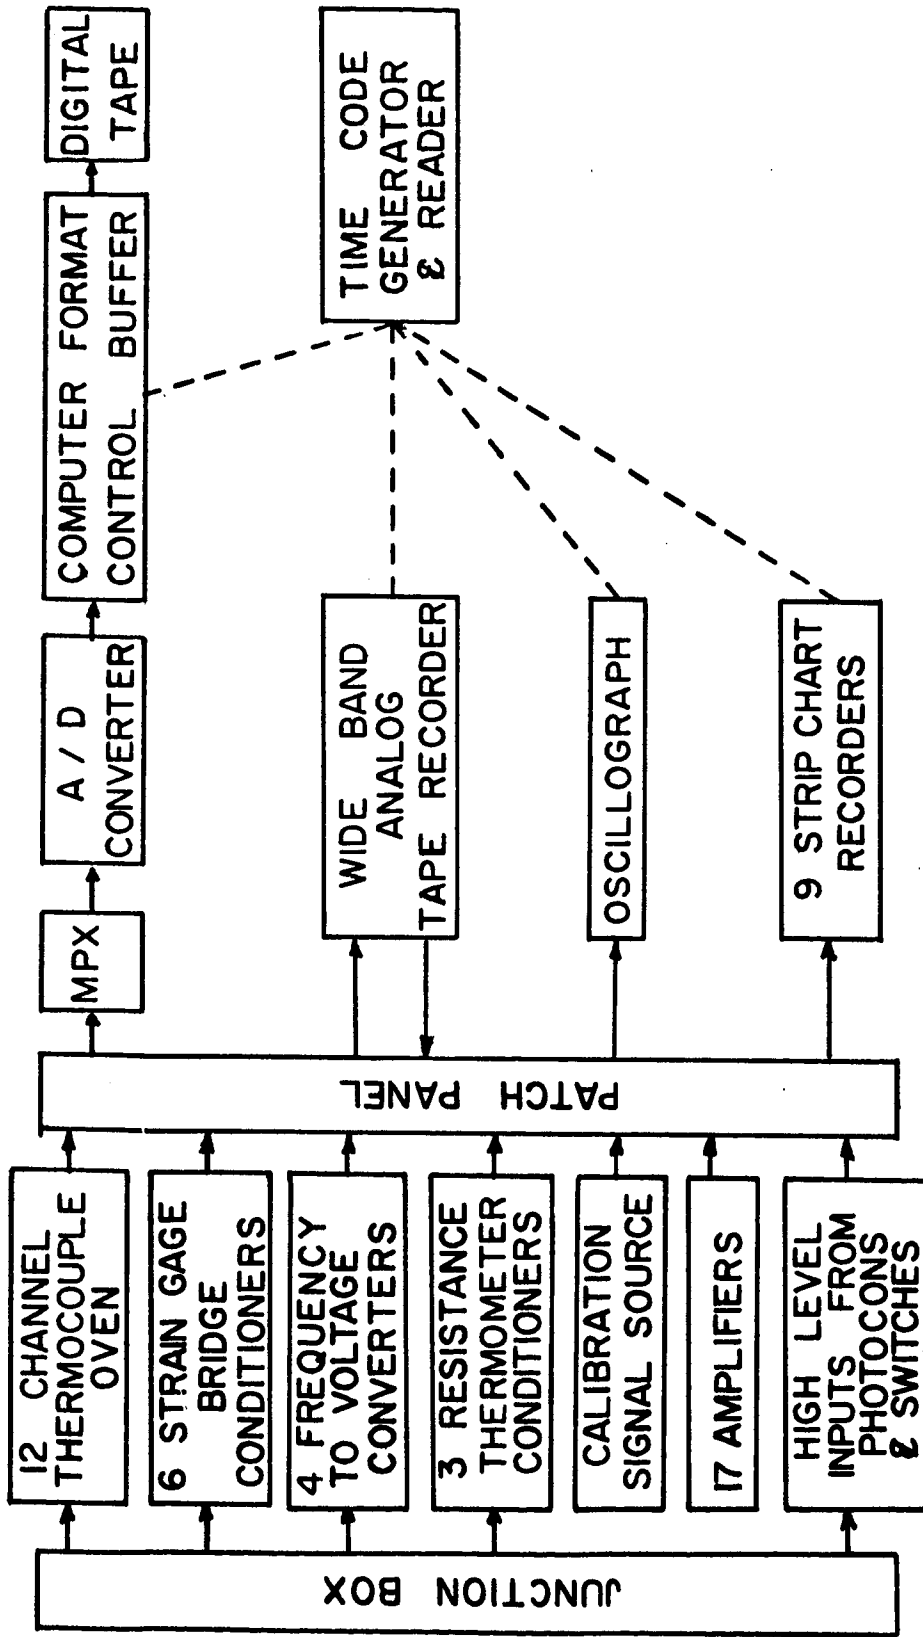 JUNCTION BOX
12 CHANNEL
THERMOCOUPLE
OVEN
6 STRAIN GAGE
BRIDGE
CONDITIONERS
4 FREQUENCY
TO VOLTAGE
CONVERTERS
3 RESISTANCE
THERMOMETER
CONDITIONERS
CALIBRATION
SIGNAL SOURCE
17 AMPLIFIERS
HIGH LEVEL
INPUTS FROM
PHOTOCONS
& SWITCHES
PATCH PANEL
MPX
A/D
CONVERTER
COMPUTER FORMAT
CONTROL BUFFER
DIGITAL
TAPE
WIDE BAND
ANALOG
TAPE RECORDER
OSCILLOGRAPH
9 STRIP CHART
RECORDERS
TIME CODE
GENERATOR
& READER